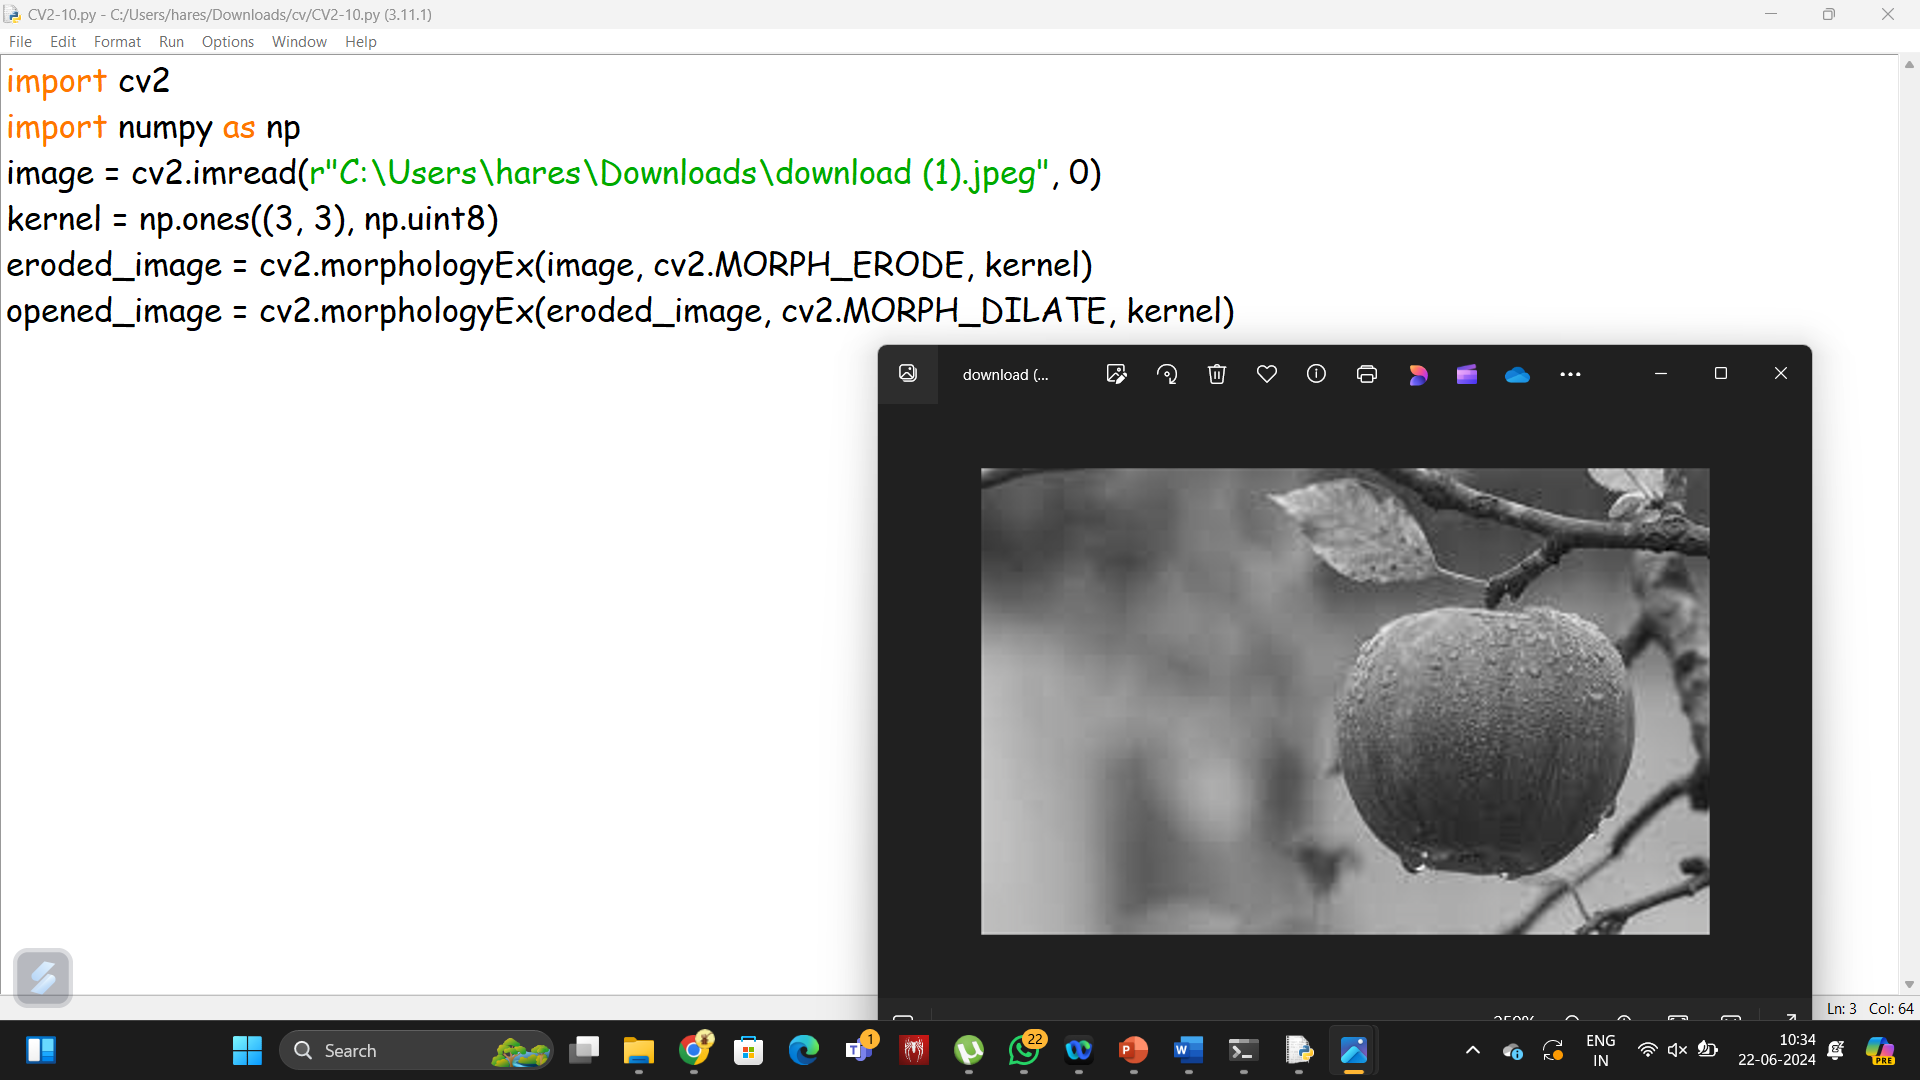 CV2-10.py - C:/Users/hares/Downloads/cv/CV2-10.py (3.11.1)
File Edit Format Run Options Window Help
import cv2
import numpy as np
image = cv2.imread(r"C:\Users\hares\Downloads\download (1).jpeg", 0)
kernel = np.ones((3, 3), np.uint8)
eroded_image = cv2.morphologyEx(image, cv2.MORPH_ERODE, kernel)
opened_image = cv2.morphologyEx(eroded_image, cv2.MORPH_DILATE, kernel)
download (...
Ln: 3 Col: 64
Search
1
22
ENG
IN
10:34
22-06-2024
PRE